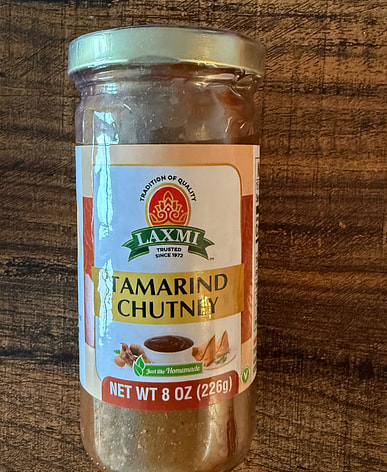 TRADITION OF QUALITY
LAXMI
TRUSTED
SINCE 1972
TAMARIND
CHUTNEY
Just like Homemade
NET WT 8 OZ (226g)